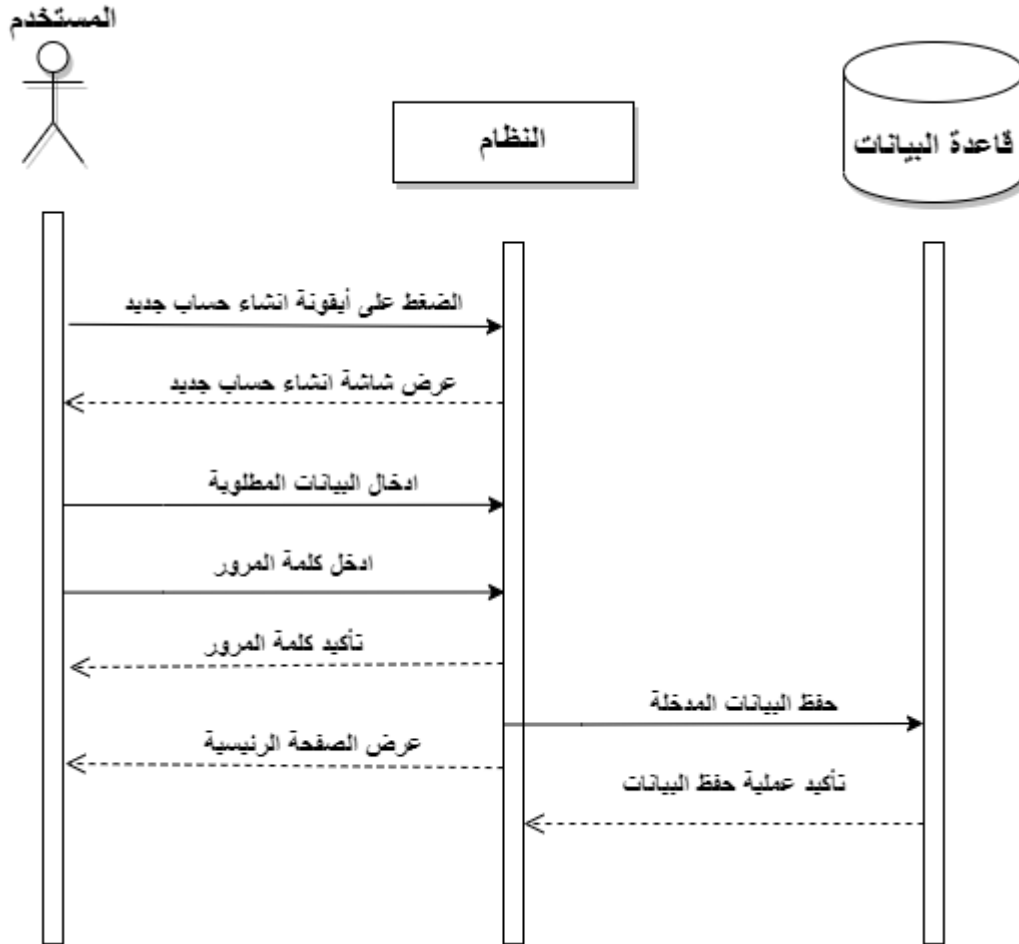 المستخدم
النظام
قاعدة البيانات
الضغط على أيقونة انشاء حساب جديد
عرض شاشة انشاء حساب جديد
ادخال البيانات المطلوبة
ادخل كلمة المرور
تأكيد كلمة المرور
حفظ البيانات المدخلة
عرض الصفحة الرئيسية
تأكيد عملية حفظ البيانات